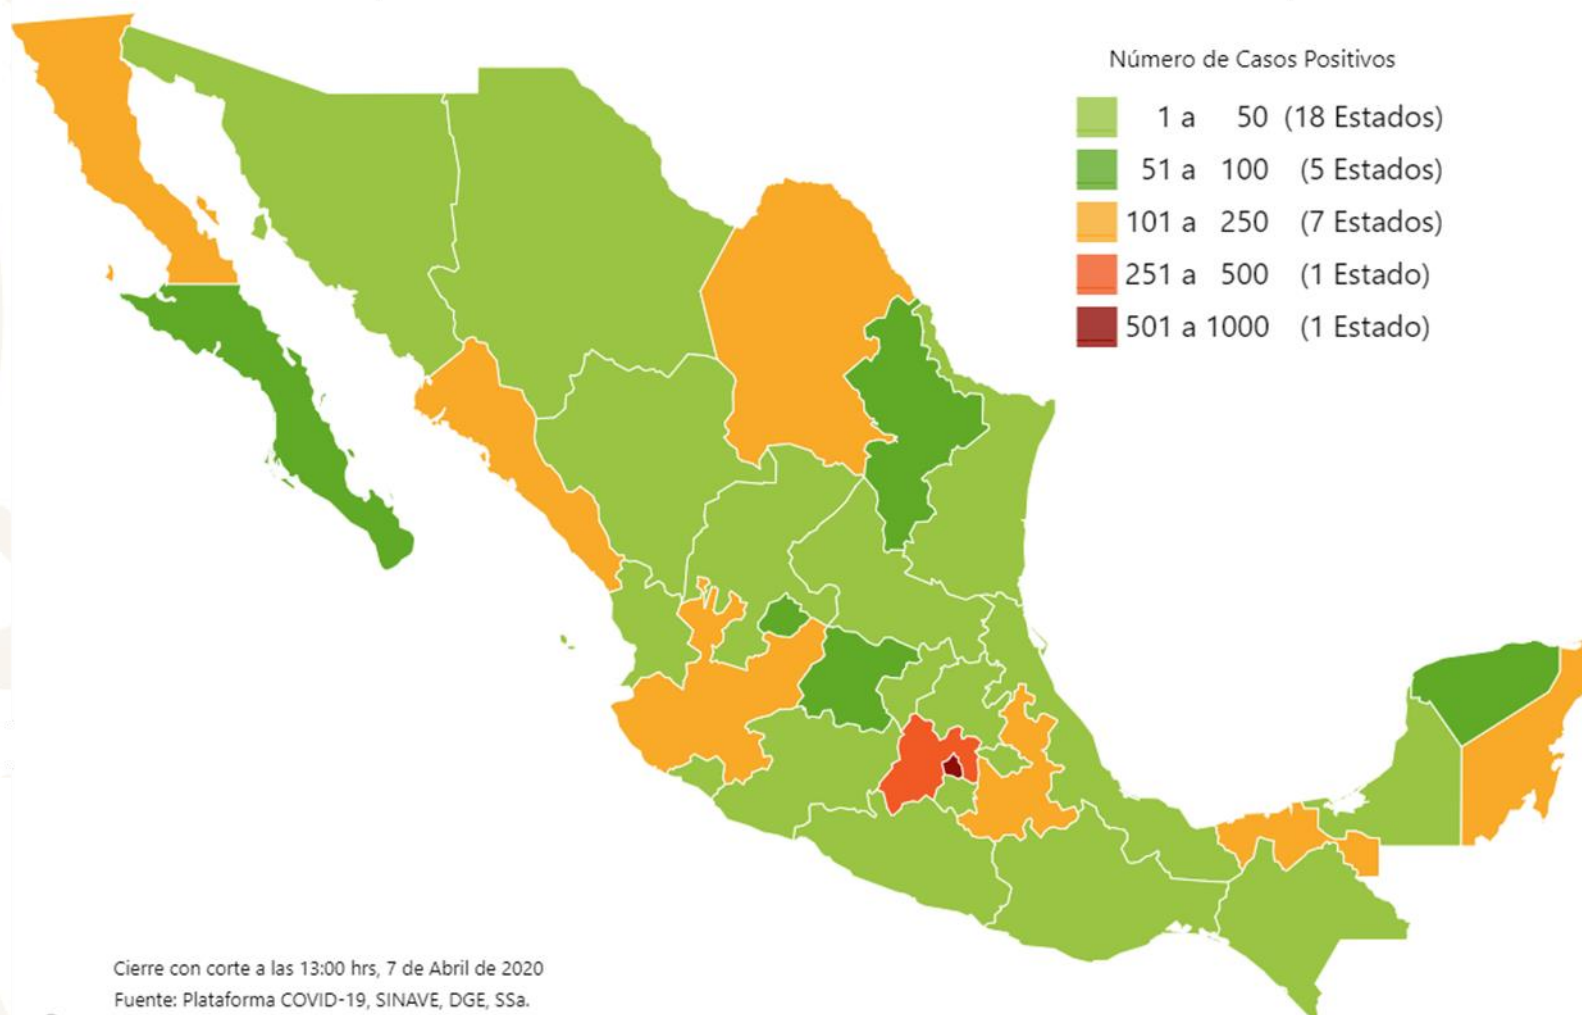 Número de Casos Positivos
1 a 50 (18 Estados)
51 a 100 (5 Estados)
101 a 250 (7 Estados)
251 a 500 (1 Estado)
501 a 1000 (1 Estado)
Cierre con corte a las 13:00 hrs, 7 de Abril de 2020
Fuente: Plataforma COVID-19, SINAVE, DGE, SSa.